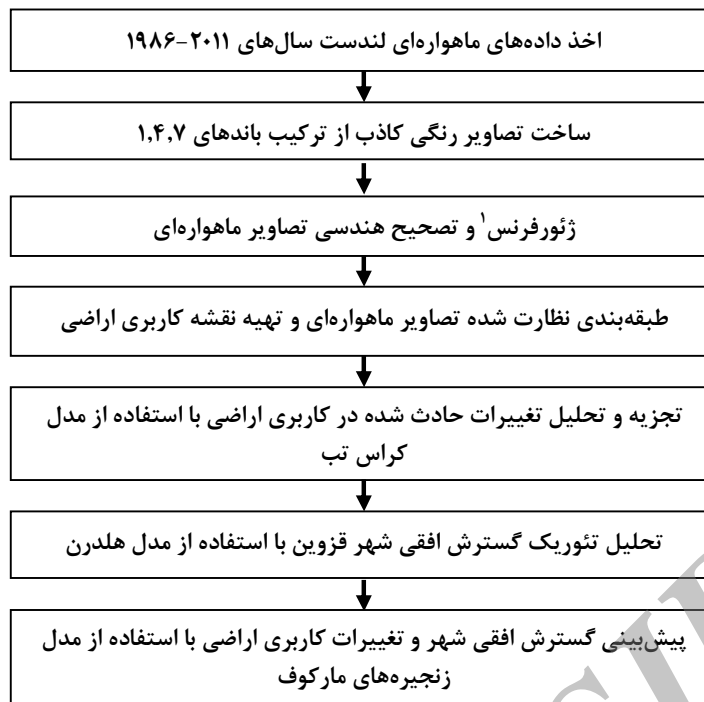 اخذ داده‌های ماهواره‌ای لندست سال‌های ۲۰۱۱-۱۹۸۶
ساخت تصاویر رنگی کاذب از ترکیب باندهای ۱,۴,۷
ژئورفرنس۱ و تصحیح هندسی تصاویر ماهواره‌ای
طبقه‌بندی نظارت شده تصاویر ماهواره‌ای و تهیه نقشه کاربری اراضی
تجزیه و تحلیل تغییرات حادث شده در کاربری اراضی با استفاده از مدل
کراس تب
تحلیل تئوریک گسترش افقی شهر قزوین با استفاده از مدل هلدرن
پیش‌بینی گسترش افقی شهر و تغییرات کاربری اراضی با استفاده از مدل
زنجیره‌های مارکوف